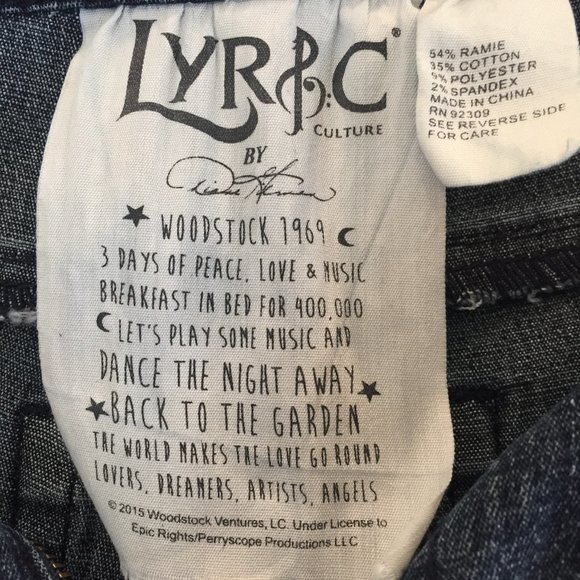 LYRIC®
CULTURE
BY
WOODSTOCK 1969
3 DAYS OF PEACE, LOVE & MUSIC
BREAKFAST IN BED FOR 400,000
LET'S PLAY SOME MUSIC AND
DANCE THE NIGHT AWAY
BACK TO THE GARDEN
THE WORLD MAKES THE LOVE GO ROUND
LOVERS, DREAMERS, ARTISTS, ANGELS
© 2015 Woodstock Ventures, LC. Under License to
Epic Rights/Perryscope Productions LLC
54% RAMIE
35% COTTON
9% POLYESTER
2% SPANDEX
MADE IN CHINA
RN 92309
SEE REVERSE SIDE
FOR CARE